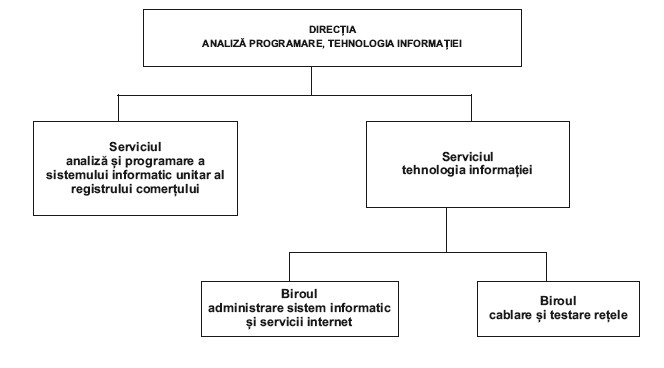 DIRECȚIA
ANALIZĂ PROGRAMARE, TEHNOLOGIA INFORMAȚIEI
Serviciul
analiză și programare a
sistemului informatic unitar al
registrului comerțului
Serviciul
tehnologia informației
Biroul
administrare sistem informatic
și servicii internet
Biroul
cablare și testare rețele